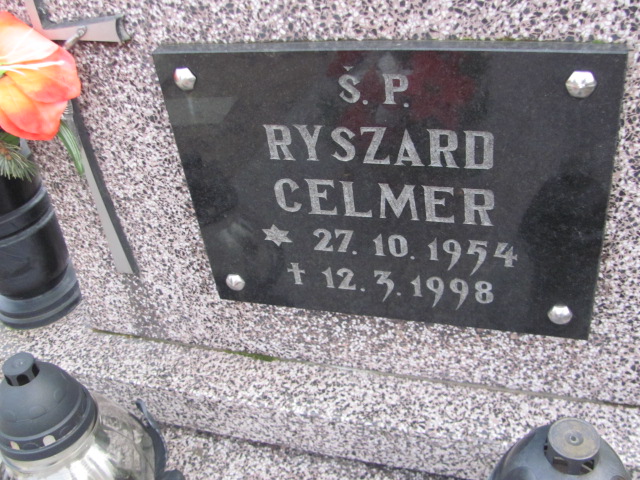 Ś. P.
RYSZARD
CELMER
✶ 27. 10. 1954
† 12. 3. 1998